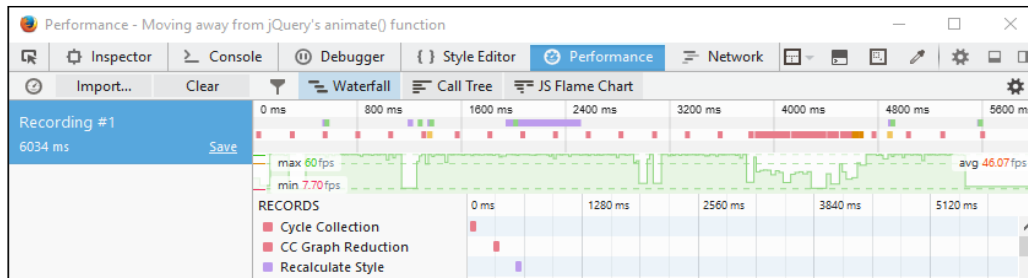 Performance - Moving away from jQuery's animate() function
Inspector Console Debugger { } Style Editor Performance Network
Import... Clear Waterfall Call Tree JS Flame Chart
Recording #1
6034 ms Save
0 ms 800 ms 1600 ms 2400 ms 3200 ms 4000 ms 4800 ms 5600 m
max 60 fps avg 46.07 fps
min 7.70 fps
RECORDS 0 ms 1280 ms 2560 ms 3840 ms 5120 ms
Cycle Collection
CC Graph Reduction
Recalculate Style